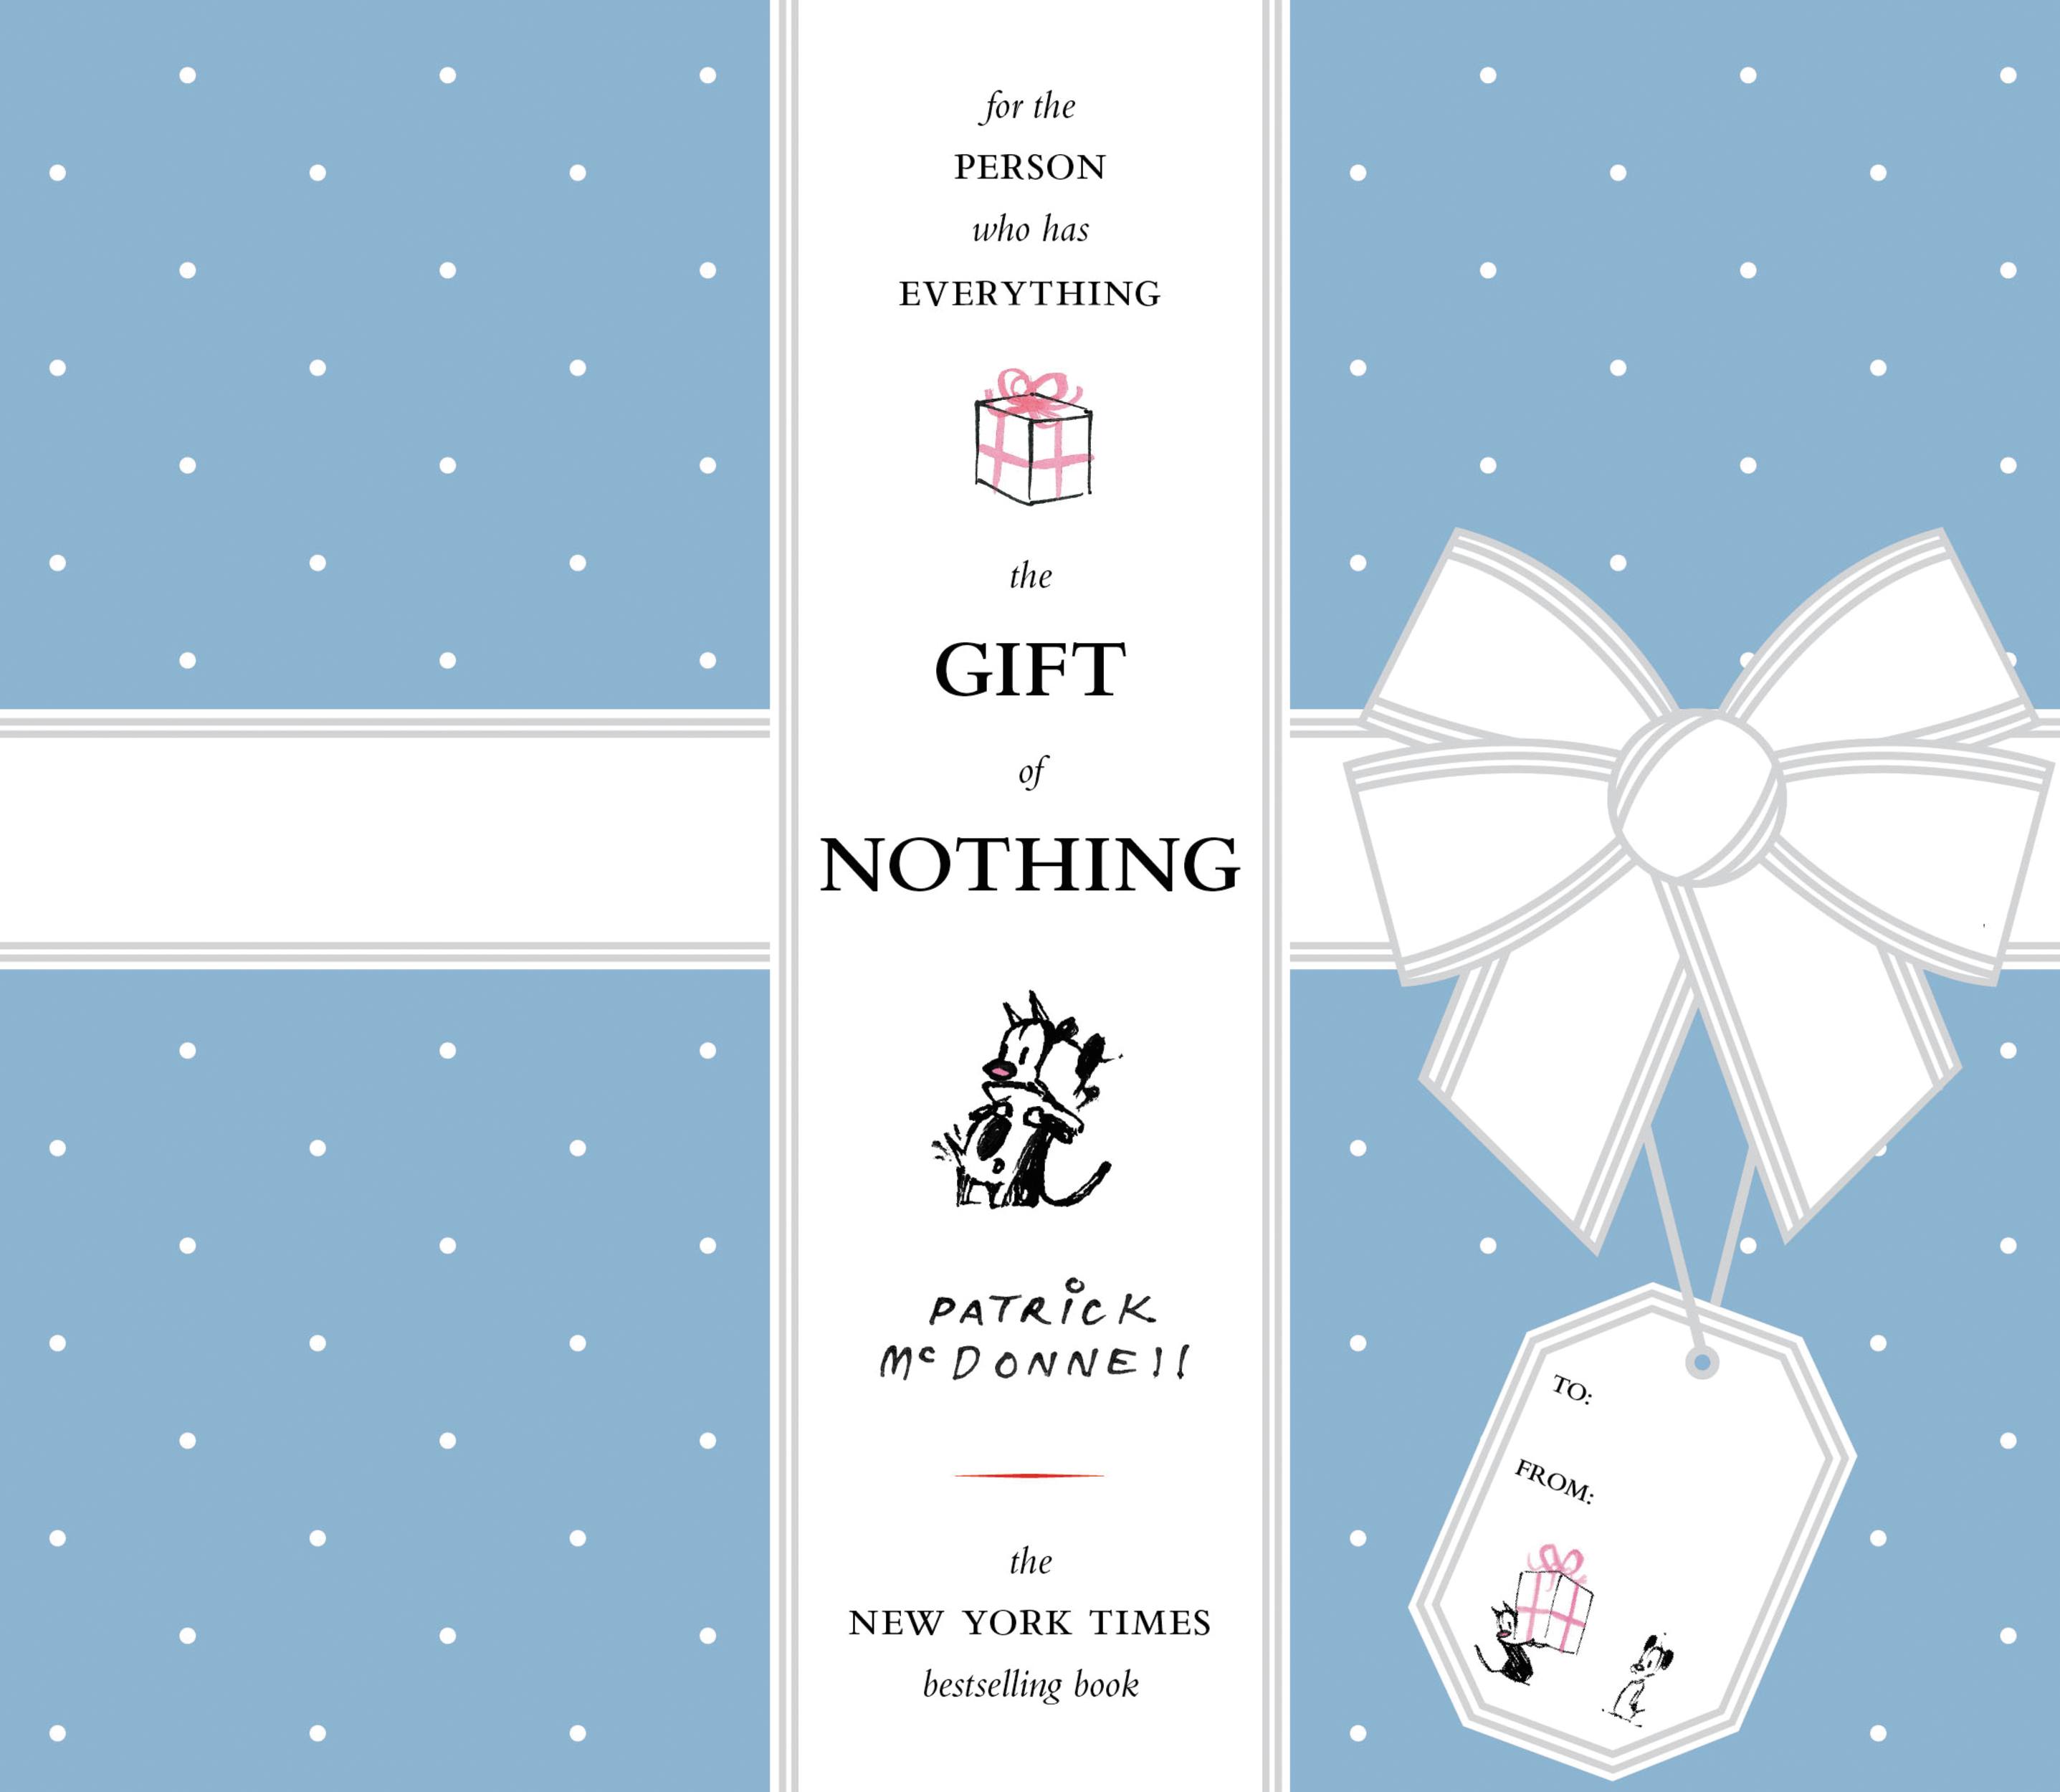 for the
PERSON
who has
EVERYTHING
the
GIFT
of
NOTHING
PATRiCK
McDONNEll
the
NEW YORK TIMES
bestselling book
TO:
FROM: